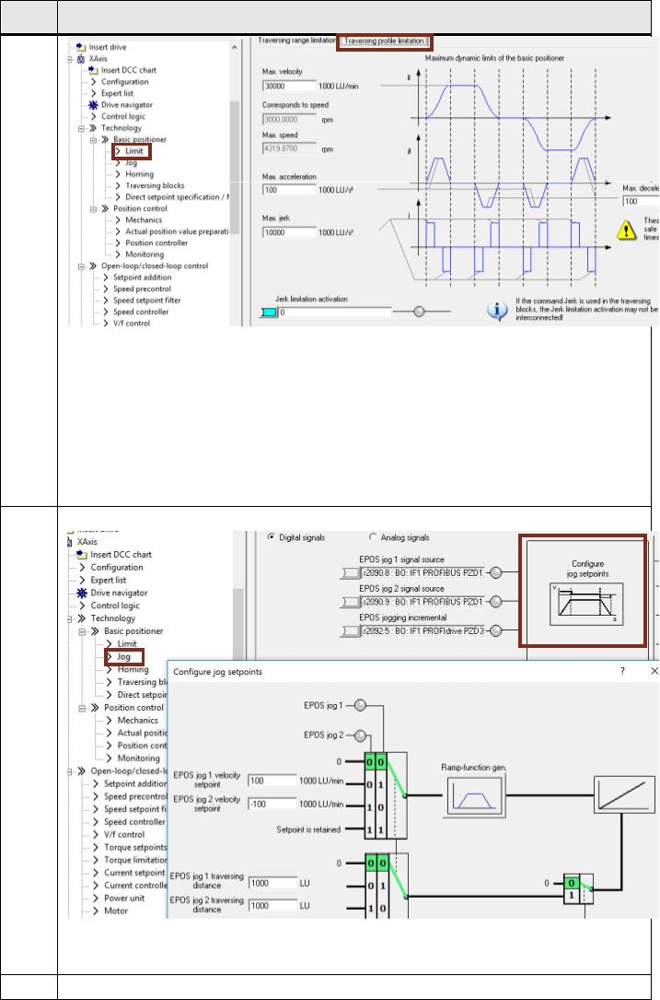 Insert drive
XAxis
Insert DCC chart
Configuration
Expert list
Drive navigator
Control logic
Technology
Basic positioner
Limit
Jog
Homing
Traversing blocks
Direct setpoint specification / M
Position control
Mechanics
Actual position value preparati
Position controller
Monitoring
Open-loop/closed-loop control
Setpoint addition
Speed precontrol
Speed setpoint filter
Speed controller
V/f control
Traversing range limitation
Traversing profile limitation
Maximum dynamic limits of the basic positioner
Max. velocity
30000 1000 LU/min
Corresponds to speed
3000.0000 rpm
Max. speed
4319.8700 rpm
Max. acceleration
100 1000 LU/s²
Max. jerk
10000 1000 LU/s³
Max. decele
100
Thes
safe
times
Jerk limitation activation
0
If the command Jerk is used in the traversing
blocks, the Jerk limitation activation may not be
interconnected!
XAxis
Insert DCC chart
Configuration
Expert list
Drive navigator
Control logic
Technology
Basic positioner
Limit
Jog
Homing
Traversing bl
Direct setpoin
Position control
Mechanics
Actual positio
Position cont
Monitoring
Open-loop/closed-lo
Setpoint addition
Speed precontrol
Speed setpoint fi
Speed controller
V/f control
Torque setpoints
Torque limitation
Current setpoint
Current controlle
Power unit
Motor
Digital signals
Analog signals
EPOS jog 1 signal source
r2090.8 : BO: IF1 PROFIBUS PZD1
EPOS jog 2 signal source
r2090.9 : BO: IF1 PROFIBUS PZD1
EPOS jogging incremental
r2092.5 : BO: IF1 PROFIdrive PZD3
Configure
jog setpoints
V
s
Configure jog setpoints
?
EPOS jog 1
EPOS jog 2
0
0 0
EPOS jog 1 velocity
setpoint
100 1000 LU/min
0 1
EPOS jog 2 velocity
setpoint
-100 1000 LU/min
1 0
Setpoint is retained
1 1
Ramp-function gen.
0
0 0
EPOS jog 1 traversing
distance
1000 LU
0 1
EPOS jog 2 traversing
distance
1000 LU
1 0
0
0
1